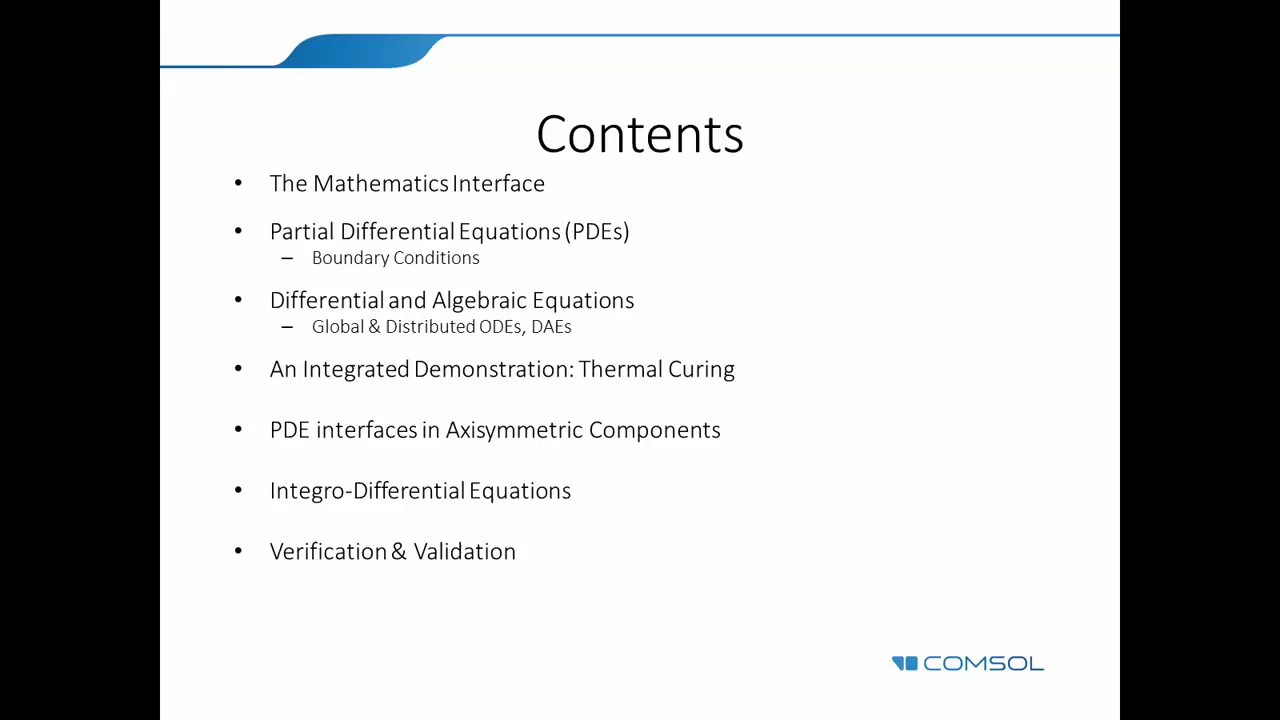 Contents
• The Mathematics Interface
• Partial Differential Equations (PDEs)
– Boundary Conditions
• Differential and Algebraic Equations
– Global & Distributed ODEs, DAEs
• An Integrated Demonstration: Thermal Curing
• PDE interfaces in Axisymmetric Components
• Integro-Differential Equations
• Verification & Validation
COMSOL